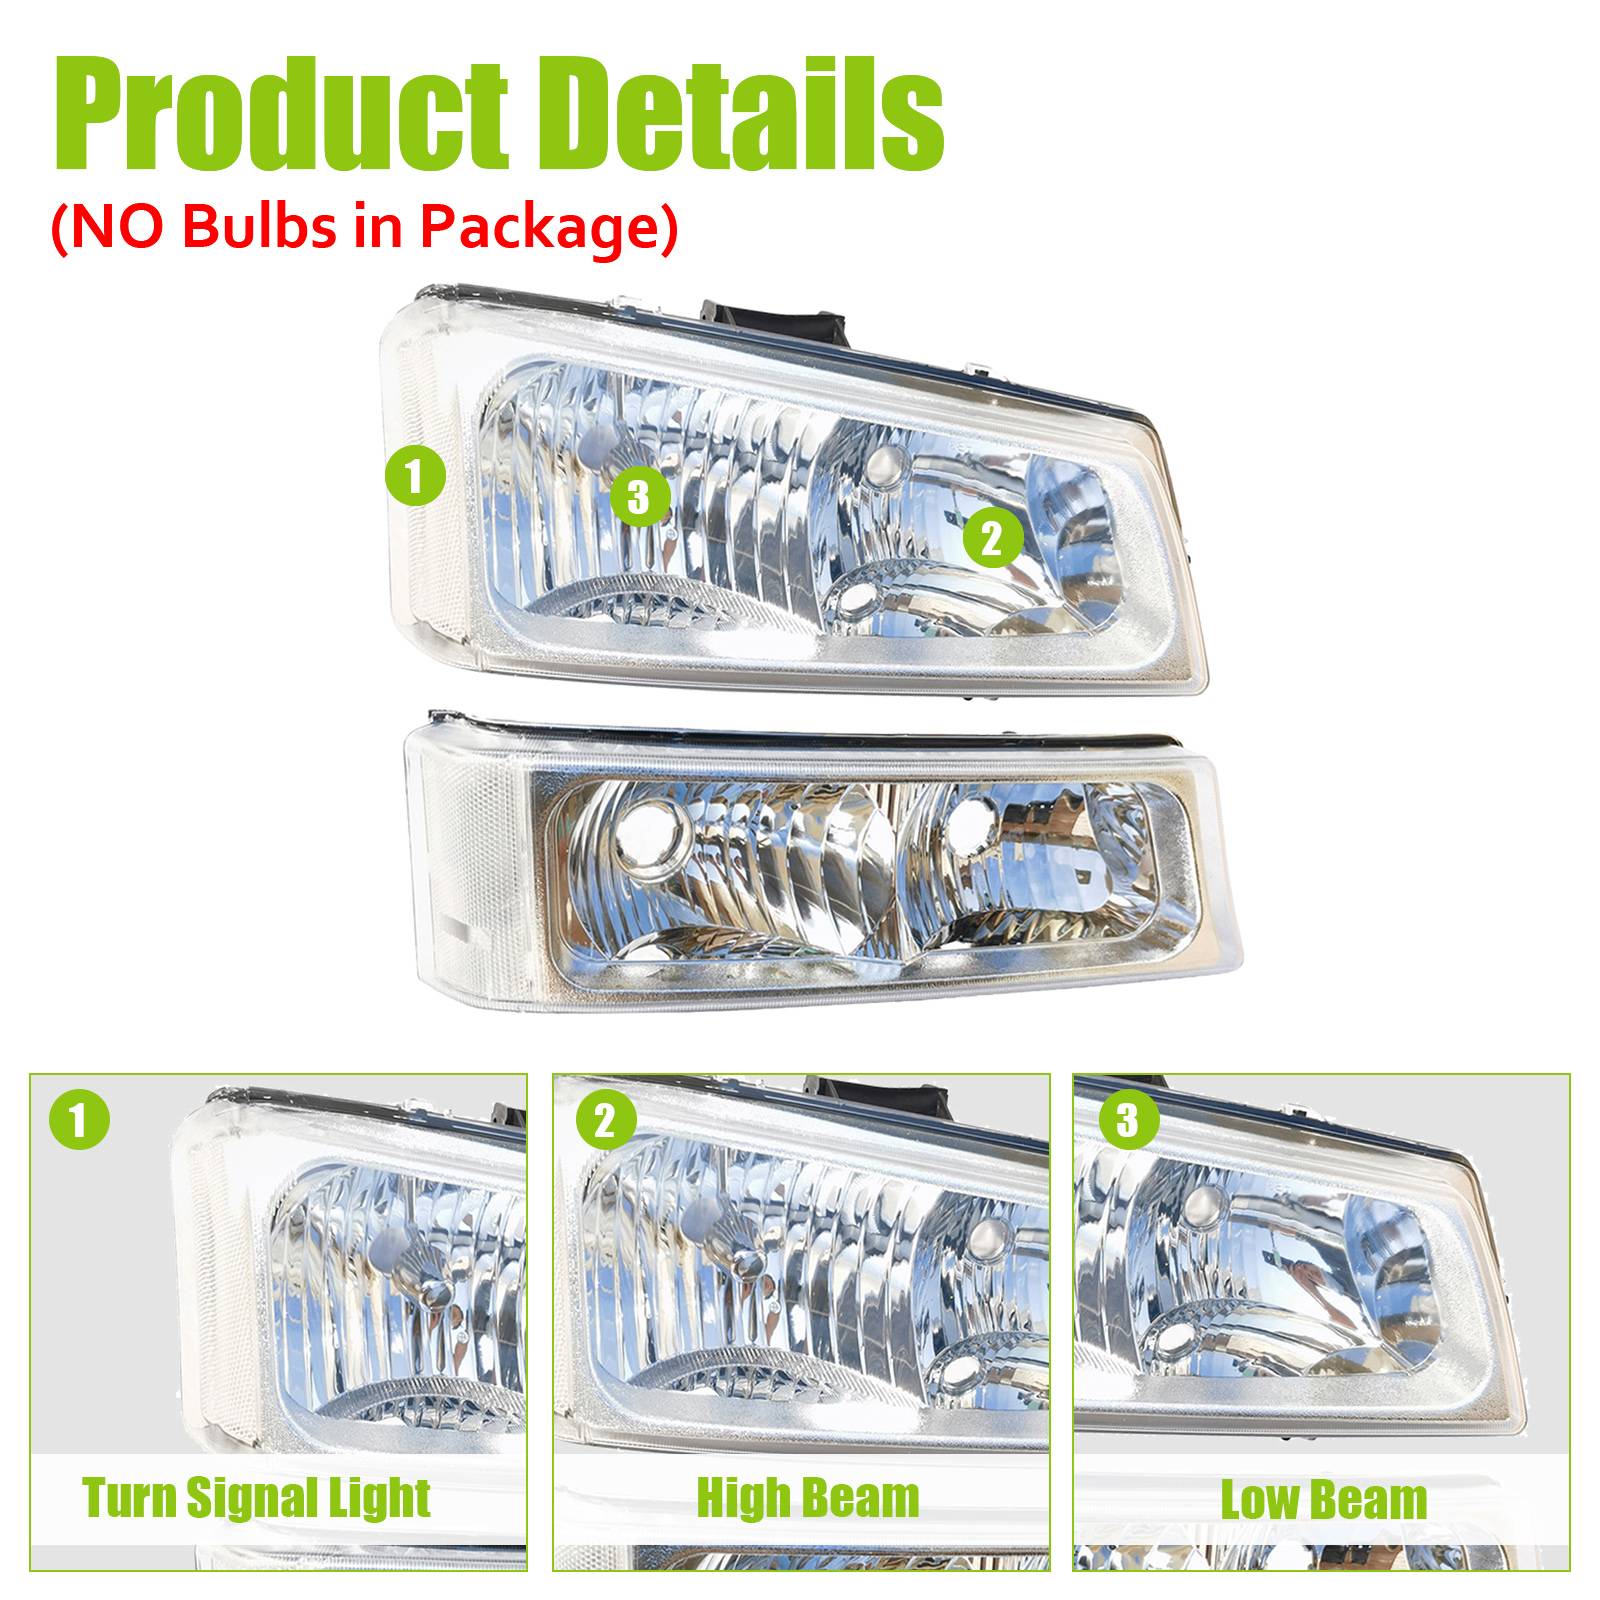 Product Details
(NO Bulbs in Package)
1
3
2
1
2
3
Turn Signal Light
High Beam
Low Beam